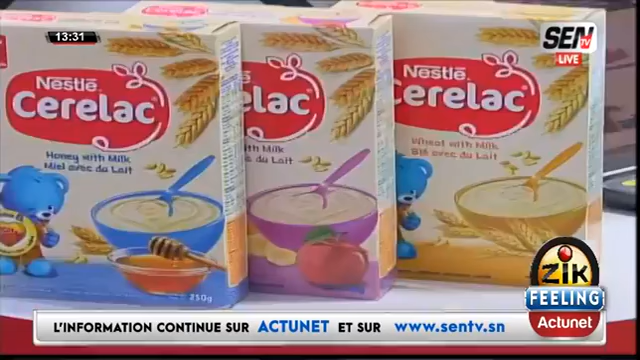 13:31
SEN TV
LIVE
Nestlé
Cerelac
Honey with Milk
Miel avec du Lait
250g
elac
ith Milk
du Lait
Nestlé
Cerelac
Wheat with Milk
Blé avec du Lait
ZIK
FEELING
Actunet
L'INFORMATION CONTINUE SUR ACTUNET ET SUR www.sentv.sn